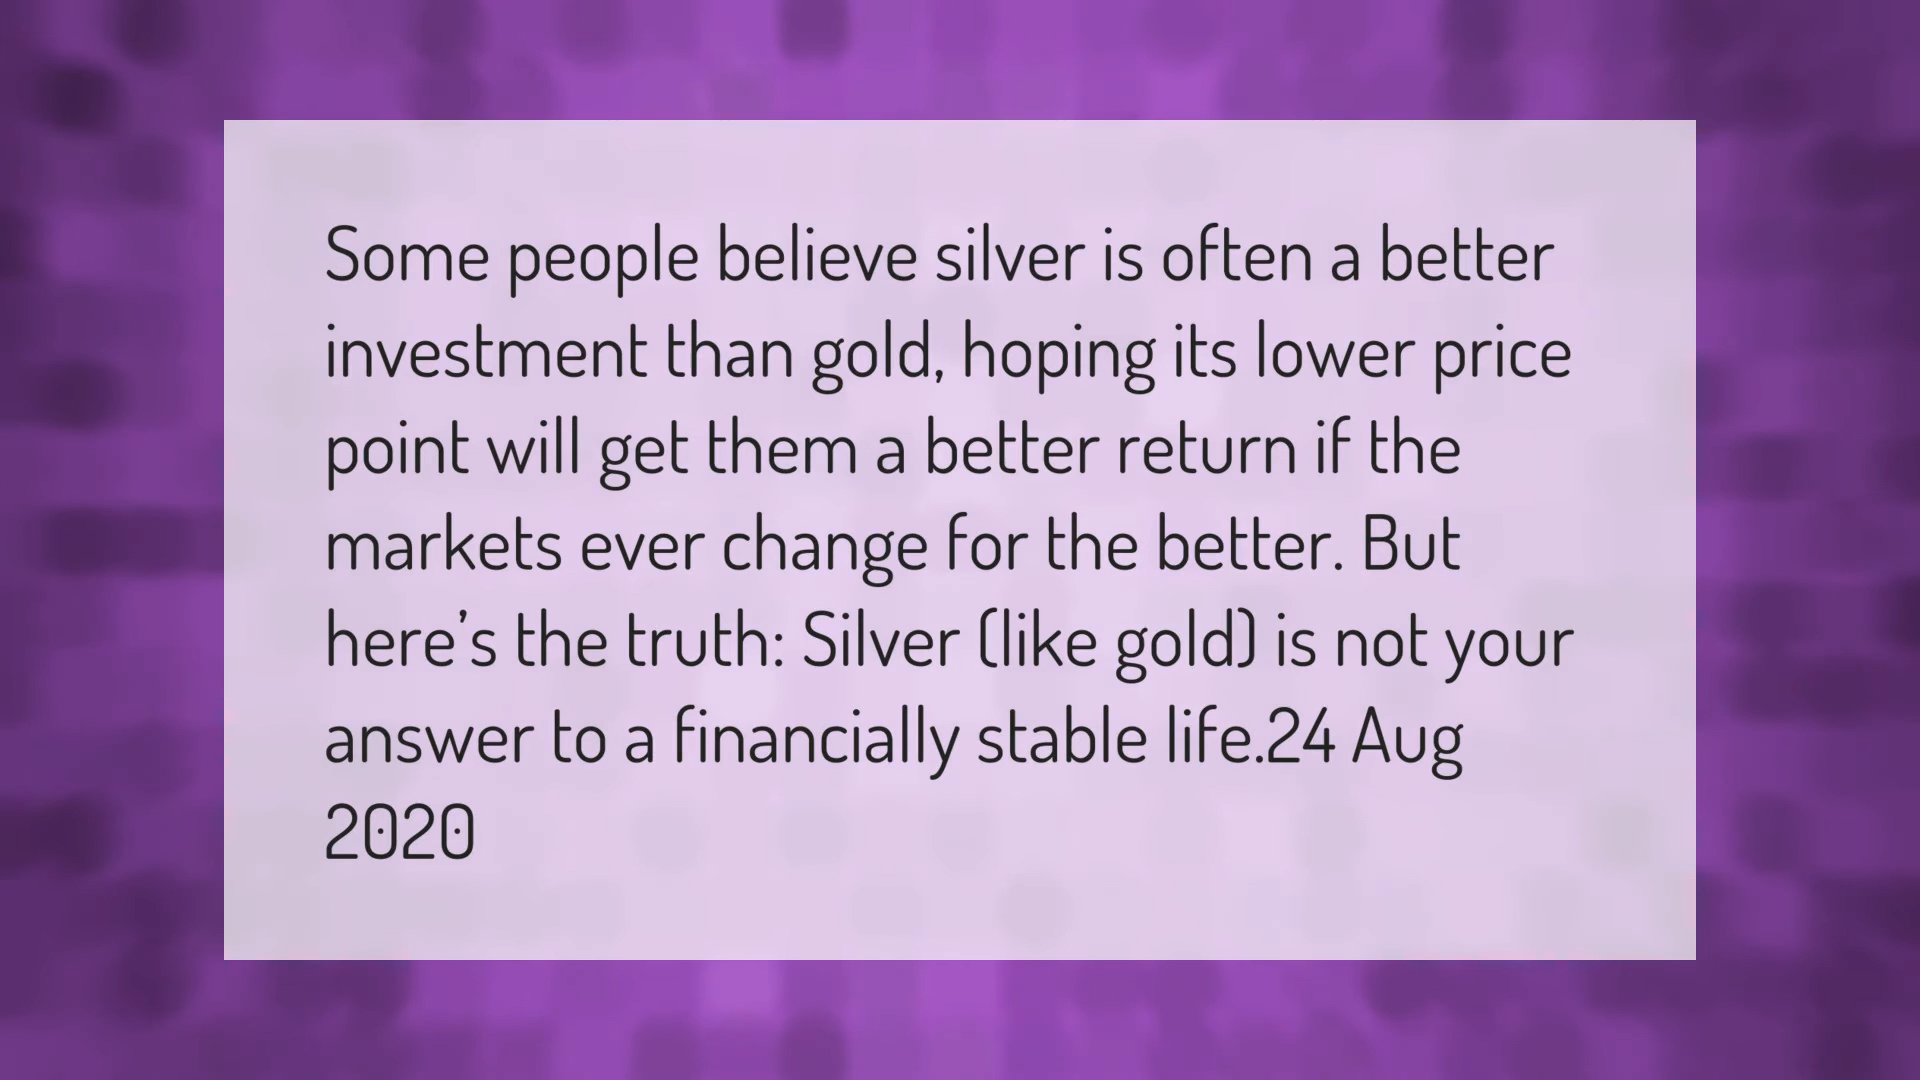 Some people believe silver is often a better
investment than gold, hoping its lower price
point will get them a better return if the
markets ever change for the better. But
here’s the truth: Silver (like gold) is not your
answer to a financially stable life.24 Aug
2020